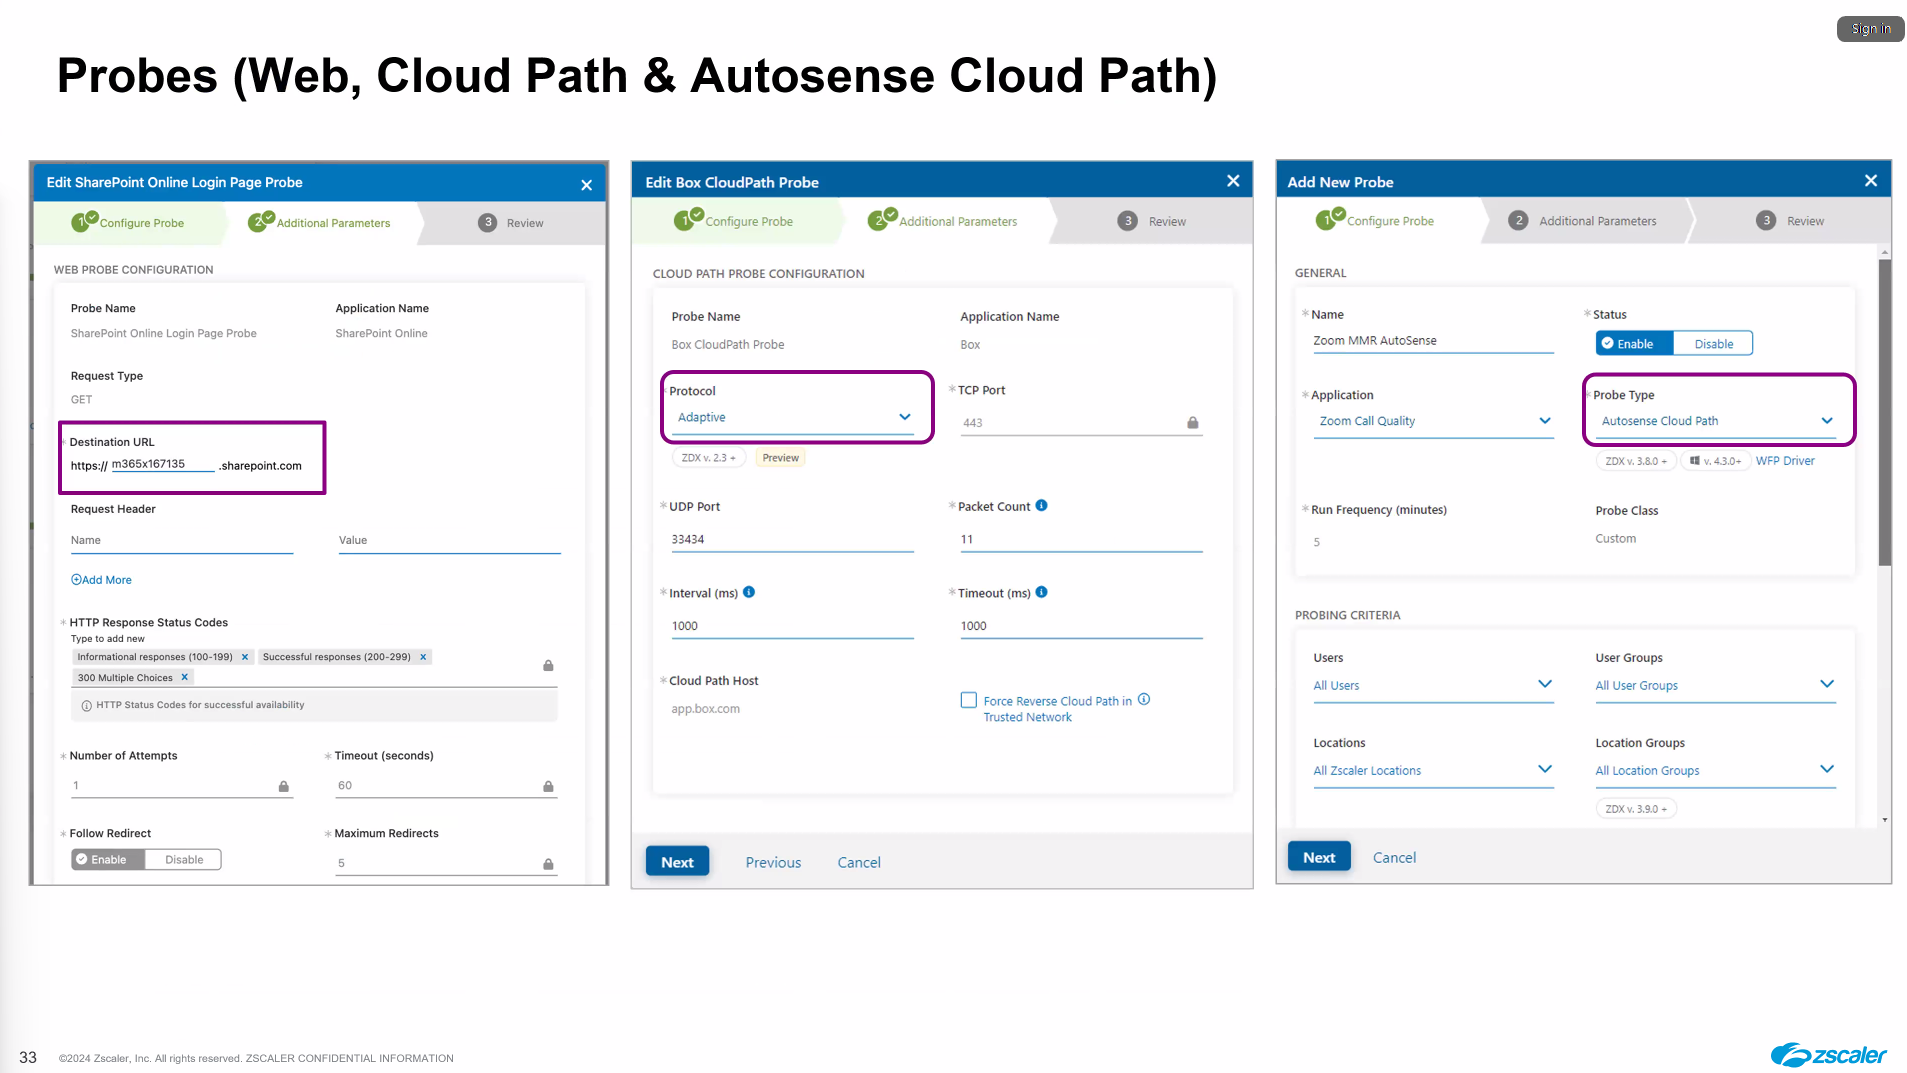 Sign in
Probes (Web, Cloud Path & Autosense Cloud Path)
Edit SharePoint Online Login Page Probe
1 Configure Probe
2 Additional Parameters
3 Review
WEB PROBE CONFIGURATION
Probe Name
Application Name
SharePoint Online Login Page Probe
SharePoint Online
Request Type
GET
* Destination URL
https:// m365x167135 .sharepoint.com
Request Header
Name
Value
Add More
* HTTP Response Status Codes
Type to add new
Informational responses (100-199) x Successful responses (200-299) x
300 Multiple Choices x
HTTP Status Codes for successful availability
* Number of Attempts
* Timeout (seconds)
1
60
* Follow Redirect
* Maximum Redirects
Enable Disable
5
Edit Box CloudPath Probe
1 Configure Probe
2 Additional Parameters
3 Review
CLOUD PATH PROBE CONFIGURATION
Probe Name
Application Name
Box CloudPath Probe
Box
* Protocol
* TCP Port
Adaptive
443
ZDX v. 2.3 + Preview
* UDP Port
* Packet Count
33434
11
* Interval (ms)
* Timeout (ms)
1000
1000
* Cloud Path Host
app.box.com
Force Reverse Cloud Path in
Trusted Network
Next Previous Cancel
Add New Probe
1 Configure Probe
2 Additional Parameters
3 Review
GENERAL
* Name
* Status
Zoom MMR AutoSense
Enable Disable
* Application
* Probe Type
Zoom Call Quality
Autosense Cloud Path
ZDX v. 3.8.0 + v. 4.3.0+ WFP Driver
* Run Frequency (minutes)
Probe Class
5
Custom
PROBING CRITERIA
Users
User Groups
All Users
All User Groups
Locations
Location Groups
All Zscaler Locations
All Location Groups
ZDX v. 3.9.0 +
Next Cancel
33
©2024 Zscaler, Inc. All rights reserved. ZSCALER CONFIDENTIAL INFORMATION
zscaler